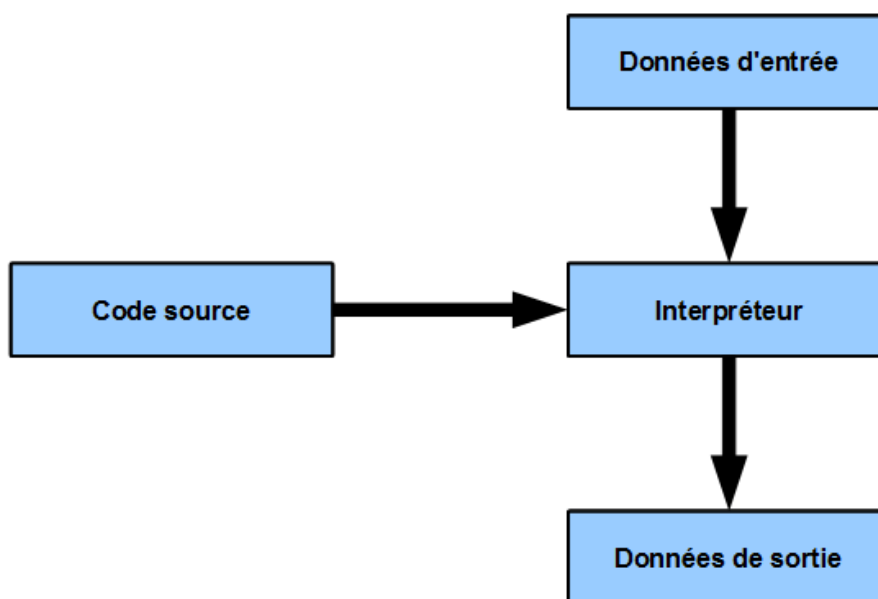 Données d'entrée
Code source
Interpréteur
Données de sortie